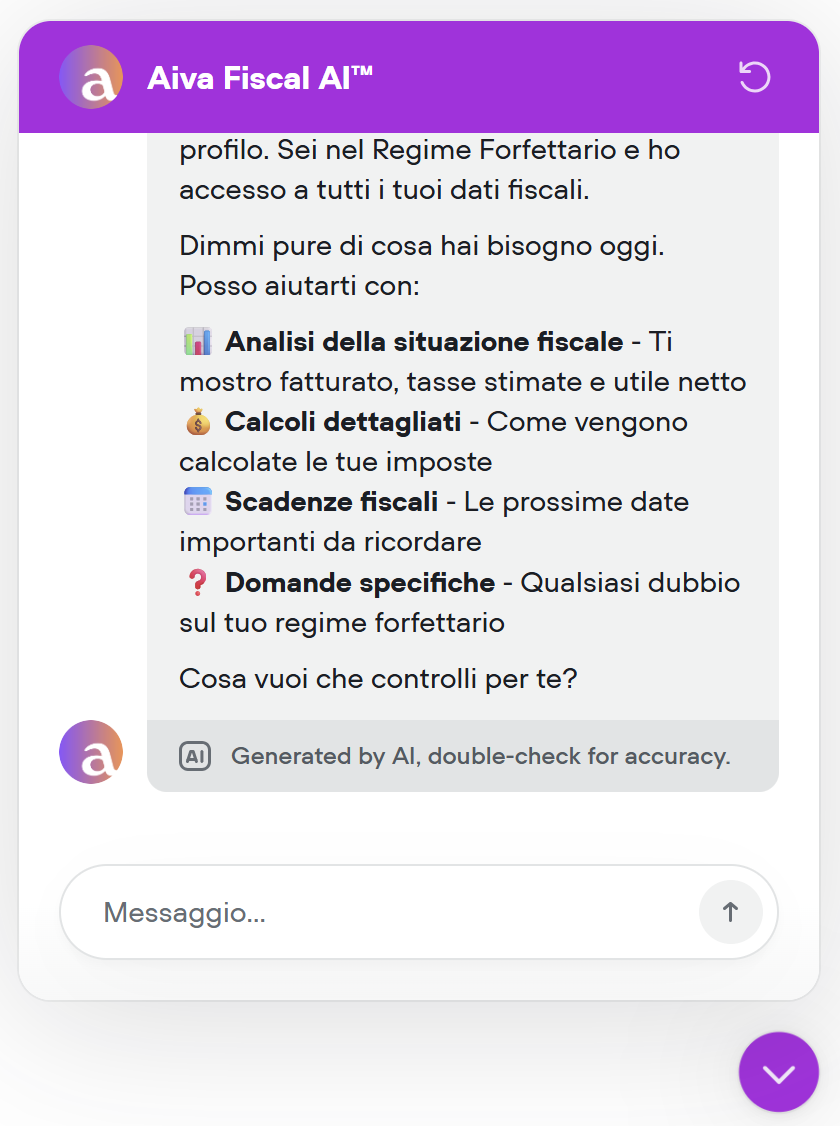 a
Aiva Fiscal AI™
profilo. Sei nel Regime Forfettario e ho
accesso a tutti i tuoi dati fiscali.
Dimmi pure di cosa hai bisogno oggi.
Posso aiutarti con:
📊 Analisi della situazione fiscale - Ti
mostro fatturato, tasse stimate e utile netto
💰 Calcoli dettagliati - Come vengono
calcolate le tue imposte
📅 Scadenze fiscali - Le prossime date
importanti da ricordare
❓ Domande specifiche - Qualsiasi dubbio
sul tuo regime forfettario
Cosa vuoi che controlli per te?
a
AI Generated by AI, double-check for accuracy.
Messaggio...